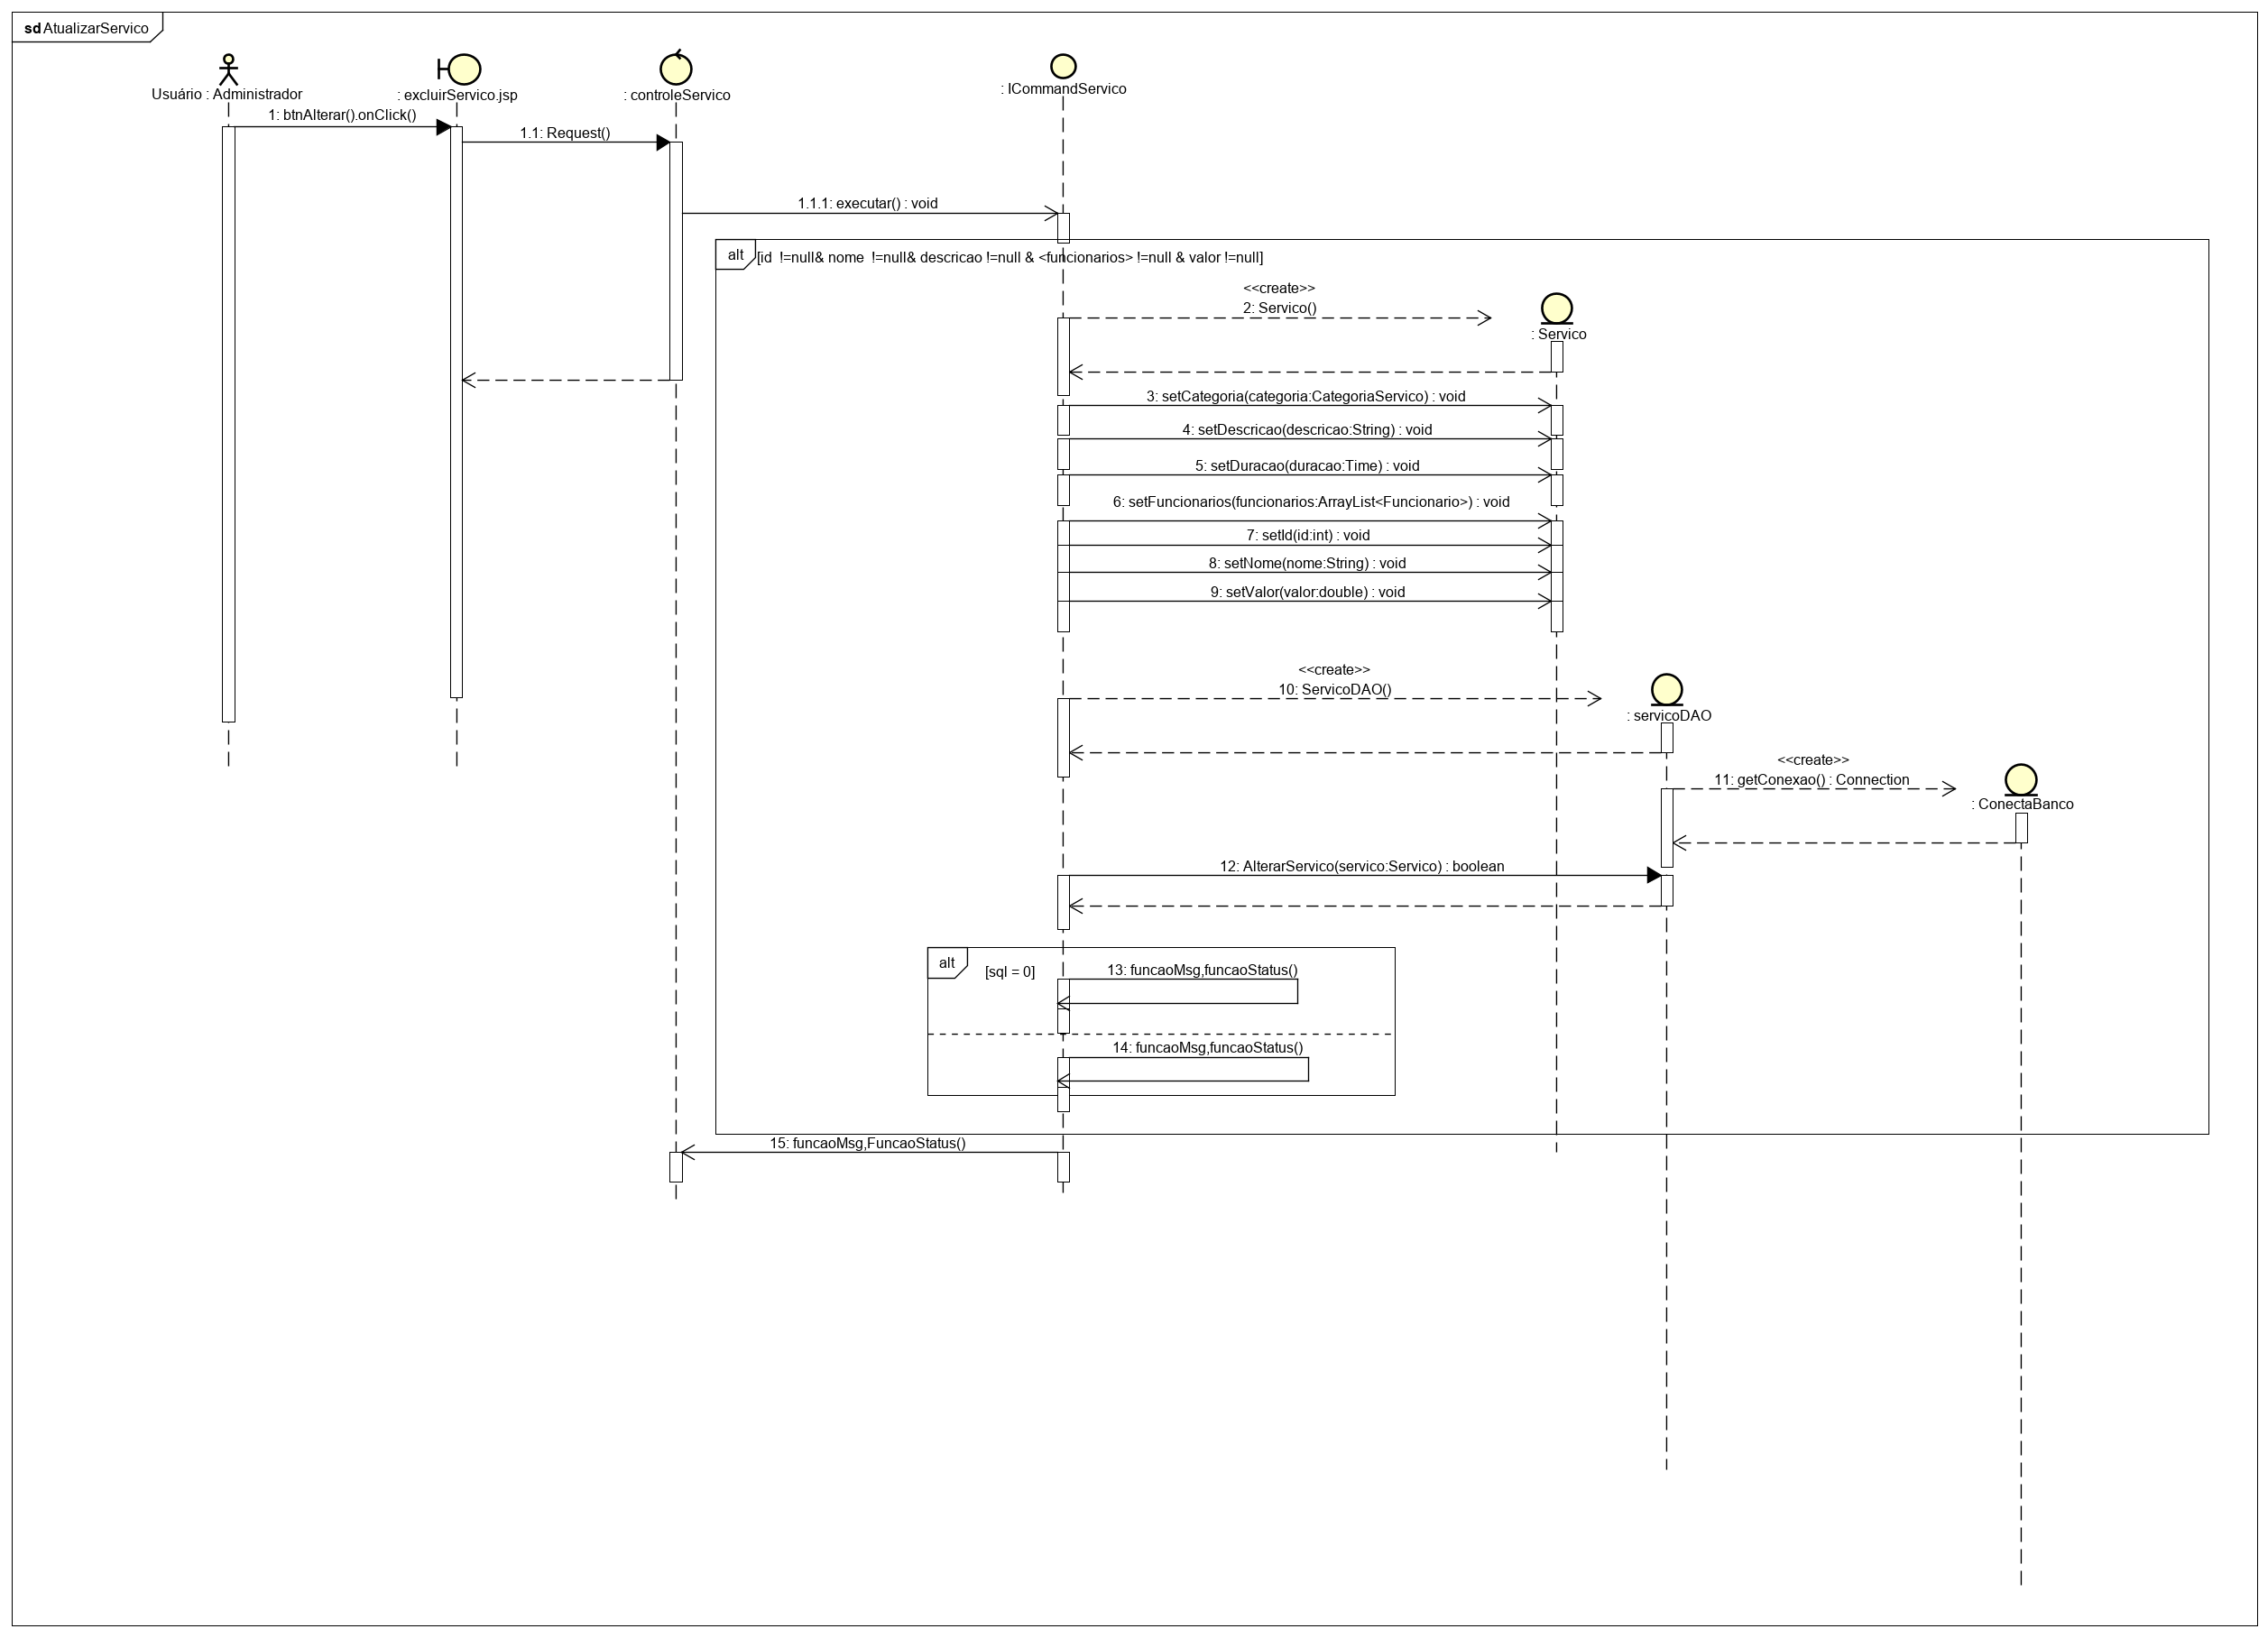 sd AtualizarServico
Usuário : Administrador
: excluirServico.jsp
: controleServico
: ICommandServico
1: btnAlterar().onClick()
1.1: Request()
1.1.1: executar() : void
alt
[id  !=null& nome  !=null& descricao !=null & <funcionarios> !=null & valor !=null]
<<create>>
2: Servico()
: Servico
3: setCategoria(categoria:CategoriaServico) : void
4: setDescricao(descricao:String) : void
5: setDuracao(duracao:Time) : void
6: setFuncionarios(funcionarios:ArrayList<Funcionario>) : void
7: setId(id:int) : void
8: setNome(nome:String) : void
9: setValor(valor:double) : void
<<create>>
10: ServicoDAO()
: servicoDAO
<<create>>
11: getConexao() : Connection
: ConectaBanco
12: AlterarServico(servico:Servico) : boolean
alt
[sql = 0]
13: funcaoMsg,funcaoStatus()
14: funcaoMsg,funcaoStatus()
15: funcaoMsg,FuncaoStatus()